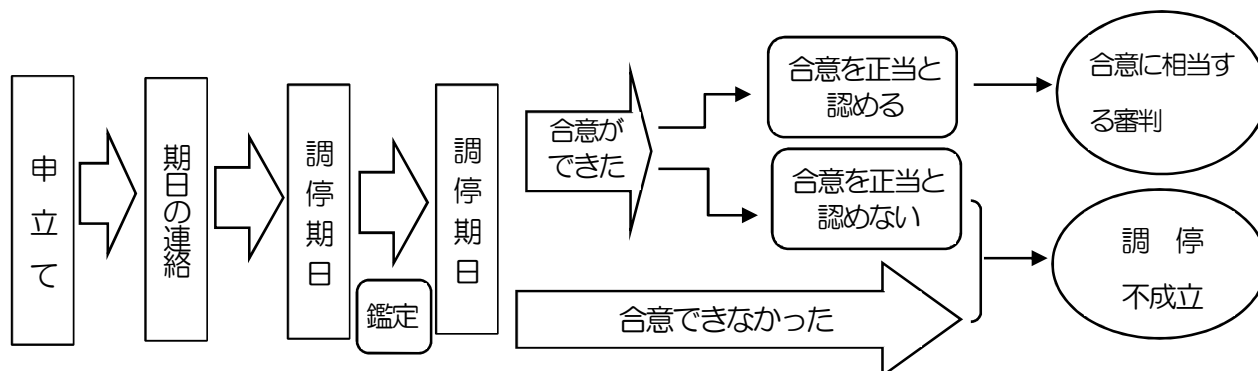 申立て
期日の連絡
調停期日
鑑定
調停期日
合意が
できた
合意を正当と
認める
合意に相当す
る審判
合意を正当と
認めない
合意できなかった
調　停
不成立